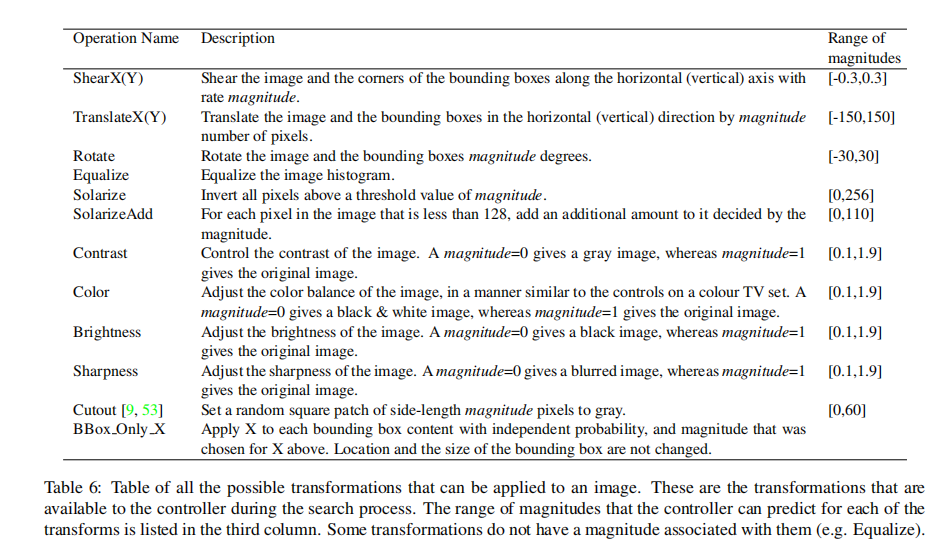 Operation Name Description Range of
magnitudes
ShearX(Y) Shear the image and the corners of the bounding boxes along the horizontal (vertical) axis with [-0.3,0.3]
rate magnitude.
TranslateX(Y) Translate the image and the bounding boxes in the horizontal (vertical) direction by magnitude [-150,150]
number of pixels.
Rotate Rotate the image and the bounding boxes magnitude degrees. [-30,30]
Equalize Equalize the image histogram.
Solarize Invert all pixels above a threshold value of magnitude. [0,256]
SolarizeAdd For each pixel in the image that is less than 128, add an additional amount to it decided by the [0,110]
magnitude.
Contrast Control the contrast of the image. A magnitude=0 gives a gray image, whereas magnitude=1 [0.1,1.9]
gives the original image.
Color Adjust the color balance of the image, in a manner similar to the controls on a colour TV set. A [0.1,1.9]
magnitude=0 gives a black & white image, whereas magnitude=1 gives the original image.
Brightness Adjust the brightness of the image. A magnitude=0 gives a black image, whereas magnitude=1 [0.1,1.9]
gives the original image.
Sharpness Adjust the sharpness of the image. A magnitude=0 gives a blurred image, whereas magnitude=1 [0.1,1.9]
gives the original image.
Cutout [9, 53] Set a random square patch of side-length magnitude pixels to gray. [0,60]
BBox_Only_X Apply X to each bounding box content with independent probability, and magnitude that was
chosen for X above. Location and the size of the bounding box are not changed.
Table 6: Table of all the possible transformations that can be applied to an image. These are the transformations that are
available to the controller during the search process. The range of magnitudes that the controller can predict for each of the
transforms is listed in the third column. Some transformations do not have a magnitude associated with them (e.g. Equalize).